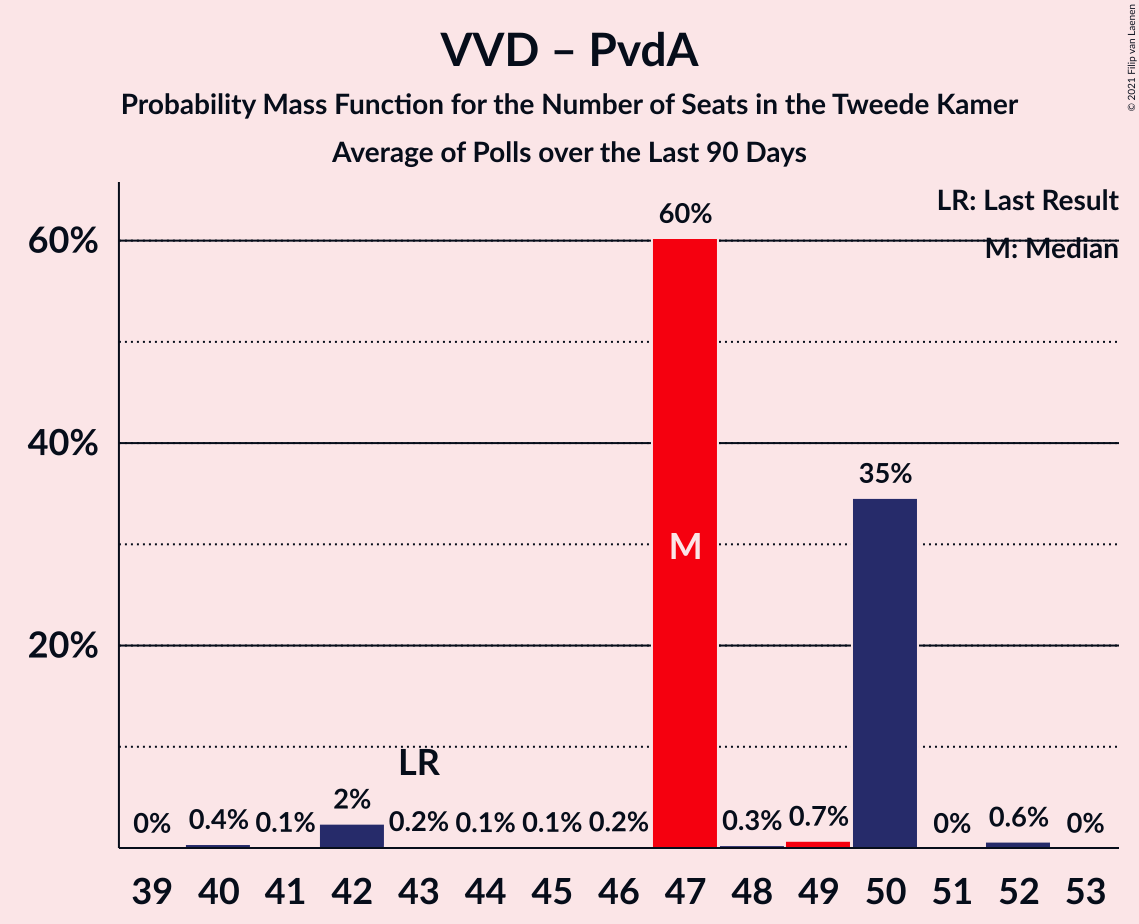 VVD – PvdA
Probability Mass Function for the Number of Seats in the Tweede Kamer
Average of Polls over the Last 90 Days
© 2021 Filip van Laenen
LR: Last Result
M: Median
60%
40%
20%
0%
0.4%
0.1%
2%
LR
0.2%
0.1%
0.1%
0.2%
60%
M
0.3%
0.7%
35%
0%
0.6%
0%
39 40 41 42 43 44 45 46 47 48 49 50 51 52 53